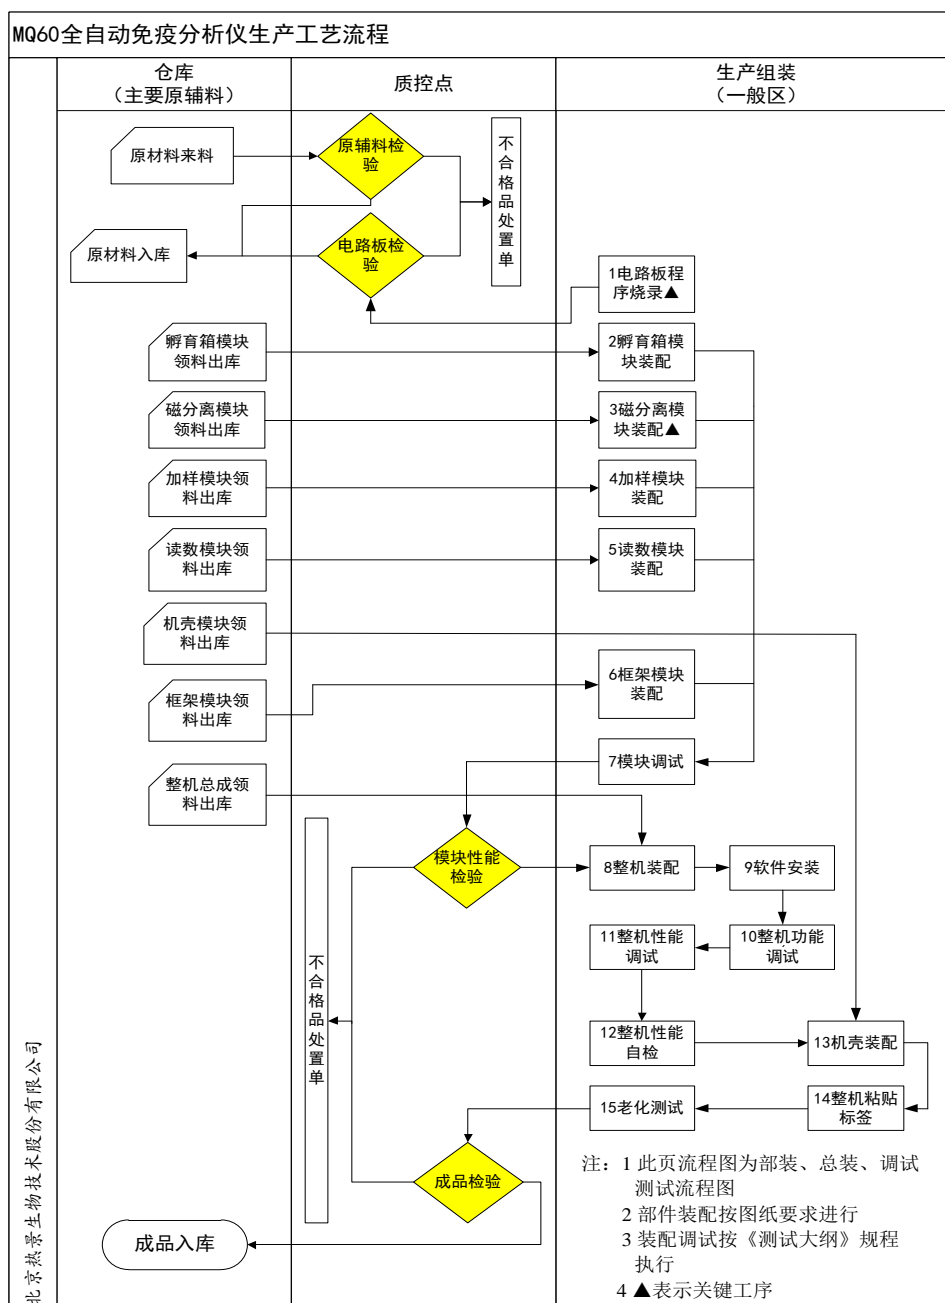 MQ60全自动免疫分析仪生产工艺流程
仓库
（主要原辅料）
质控点
生产组装
（一般区）
原材料来料
原辅料检
验
不合格品处置单
原材料入库
电路板检
验
1电路板程
序烧录▲
孵育箱模块
领料出库
2孵育箱模
块装配
磁分离模块
领料出库
3磁分离模
块装配▲
加样模块领
料出库
4加样模块
装配
读数模块领
料出库
5读数模块
装配
机壳模块领
料出库
框架模块领
料出库
6框架模块
装配
7模块调试
整机总成领
料出库
模块性能
检验
8整机装配
9软件安装
11整机性能
调试
10整机功能
调试
不合格品处置单
12整机性能
自检
13机壳装配
15老化测试
14整机粘贴
标签
成品检验
成品入库
注：1 此页流程图为部装、总装、调试
测试流程图
2 部件装配按图纸要求进行
3 装配调试按《测试大纲》规程
执行
4 ▲表示关键工序
北京热景生物技术股份有限公司